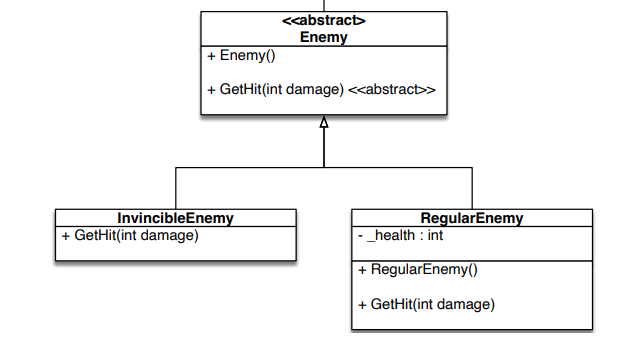 <<abstract>
Enemy
+ Enemy()
+ GetHit(int damage) <<abstract>>
InvincibleEnemy
+ GetHit(int damage)
RegularEnemy
- _health : int
+ RegularEnemy()
+ GetHit(int damage)